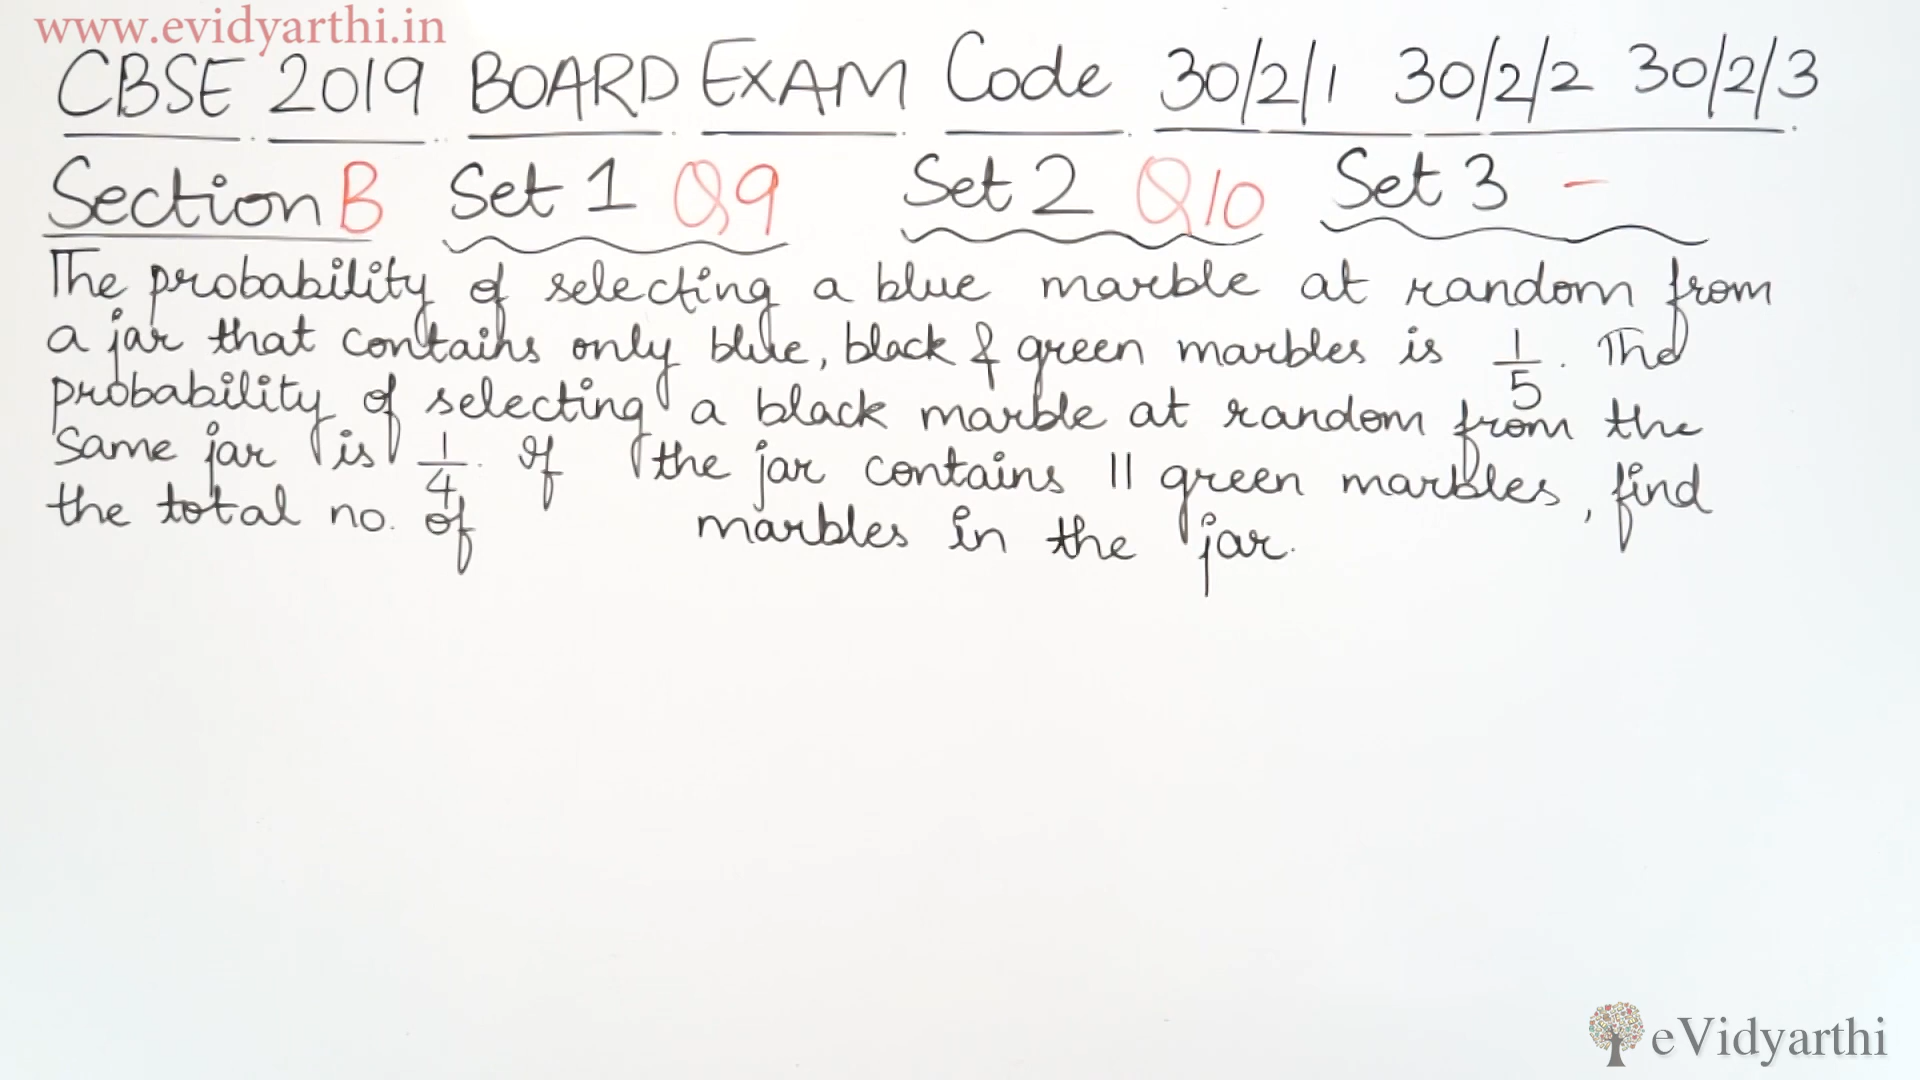 www.evidyarthi.in
CBSE 2019 BOARD EXAM Code 30/2/1 30/2/2 30/2/3
Section B Set 1 Q9 Set 2 Q10 Set 3 -
The probability of selecting a blue marble at random from
a jar that contains only blue, black & green marbles is 1/5. The
probability of selecting a black marble at random from the
same jar is 1/4. If the jar contains 11 green marbles, find
the total no. of marbles in the jar.
eVidyarthi